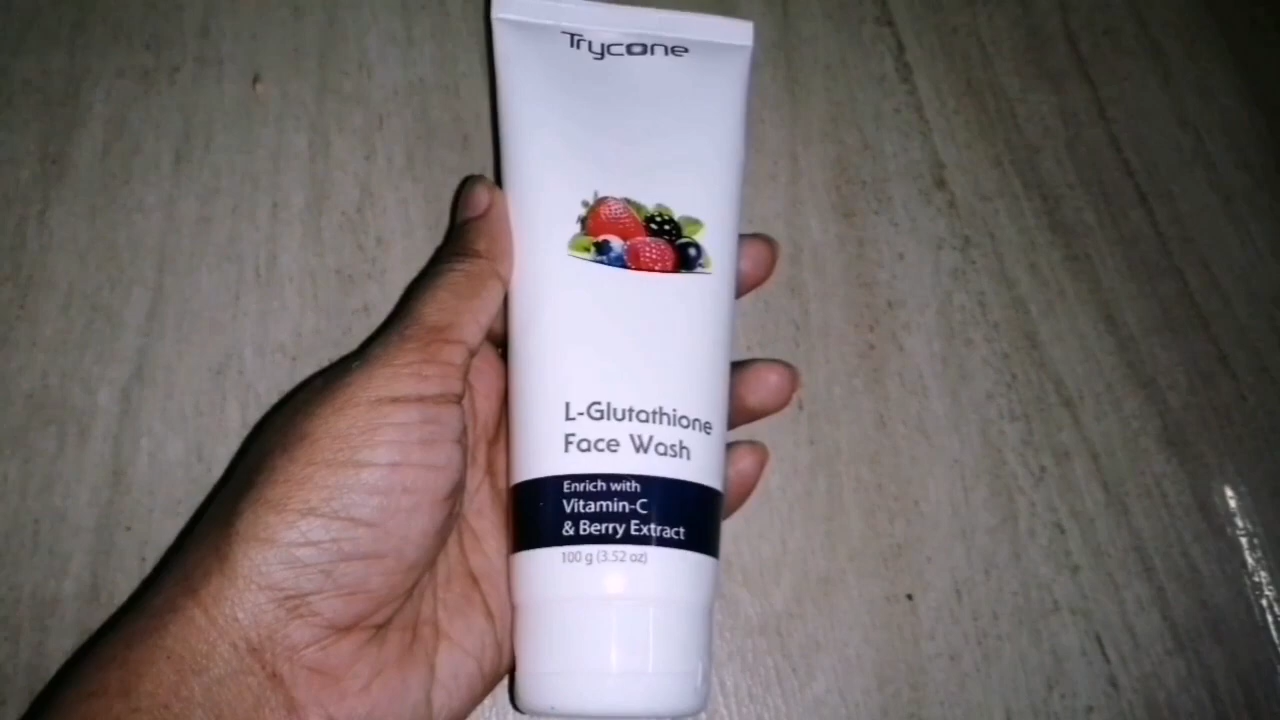 Trycone
L-Glutathione
Face Wash
Enrich with
Vitamin-C
& Berry Extract
100 g (3.52 oz)